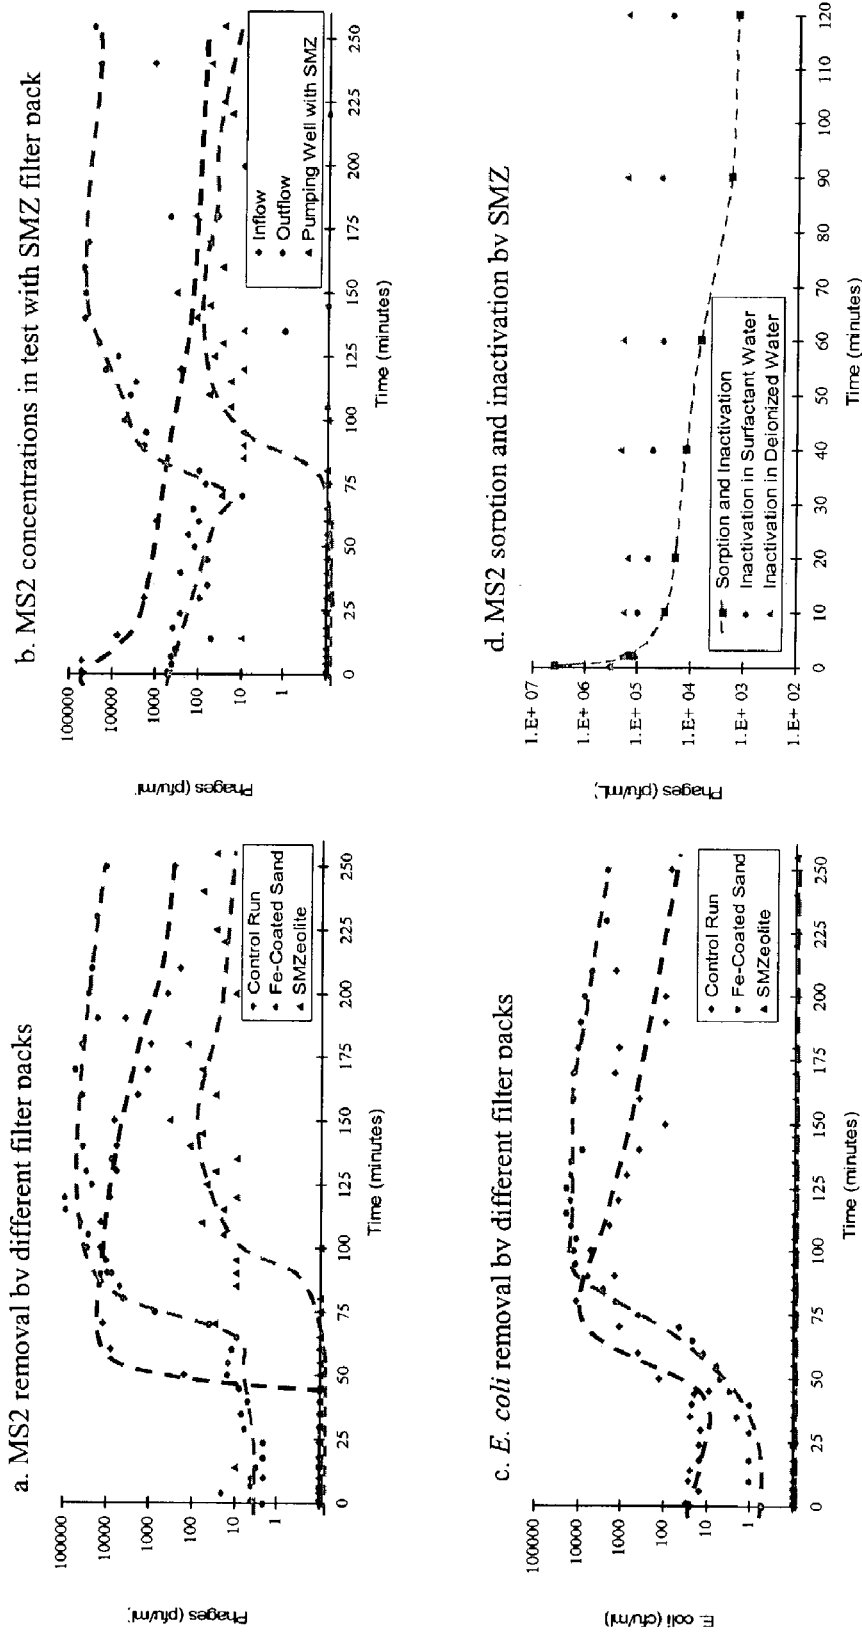 a. MS2 removal by different filter packs
100000
10000
1000
100
10
1
Phages (pfu/ml)
0
25
50
75
100
125
150
175
200
225
250
Time (minutes)
Control Run
Fe-Coated Sand
SMZeolite
b. MS2 concentrations in test with SMZ filter pack
100000
10000
1000
100
10
1
Phages (pfu/ml)
0
25
50
75
100
125
150
175
200
225
250
Time (minutes)
Inflow
Outflow
Pumping Well with SMZ
c. E. coli removal by different filter packs
100000
10000
1000
100
10
1
E. coli (cfu/ml)
0
25
50
75
100
125
150
175
200
225
250
Time (minutes)
Control Run
Fe-Coated Sand
SMZeolite
d. MS2 sorption and inactivation by SMZ
1.E+07
1.E+06
1.E+05
1.E+04
1.E+03
1.E+02
Phages (pfu/mL)
0
10
20
30
40
50
60
70
80
90
100
110
120
Time (minutes)
Sorption and Inactivation
Inactivation in Surfactant Water
Inactivation in Deionized Water